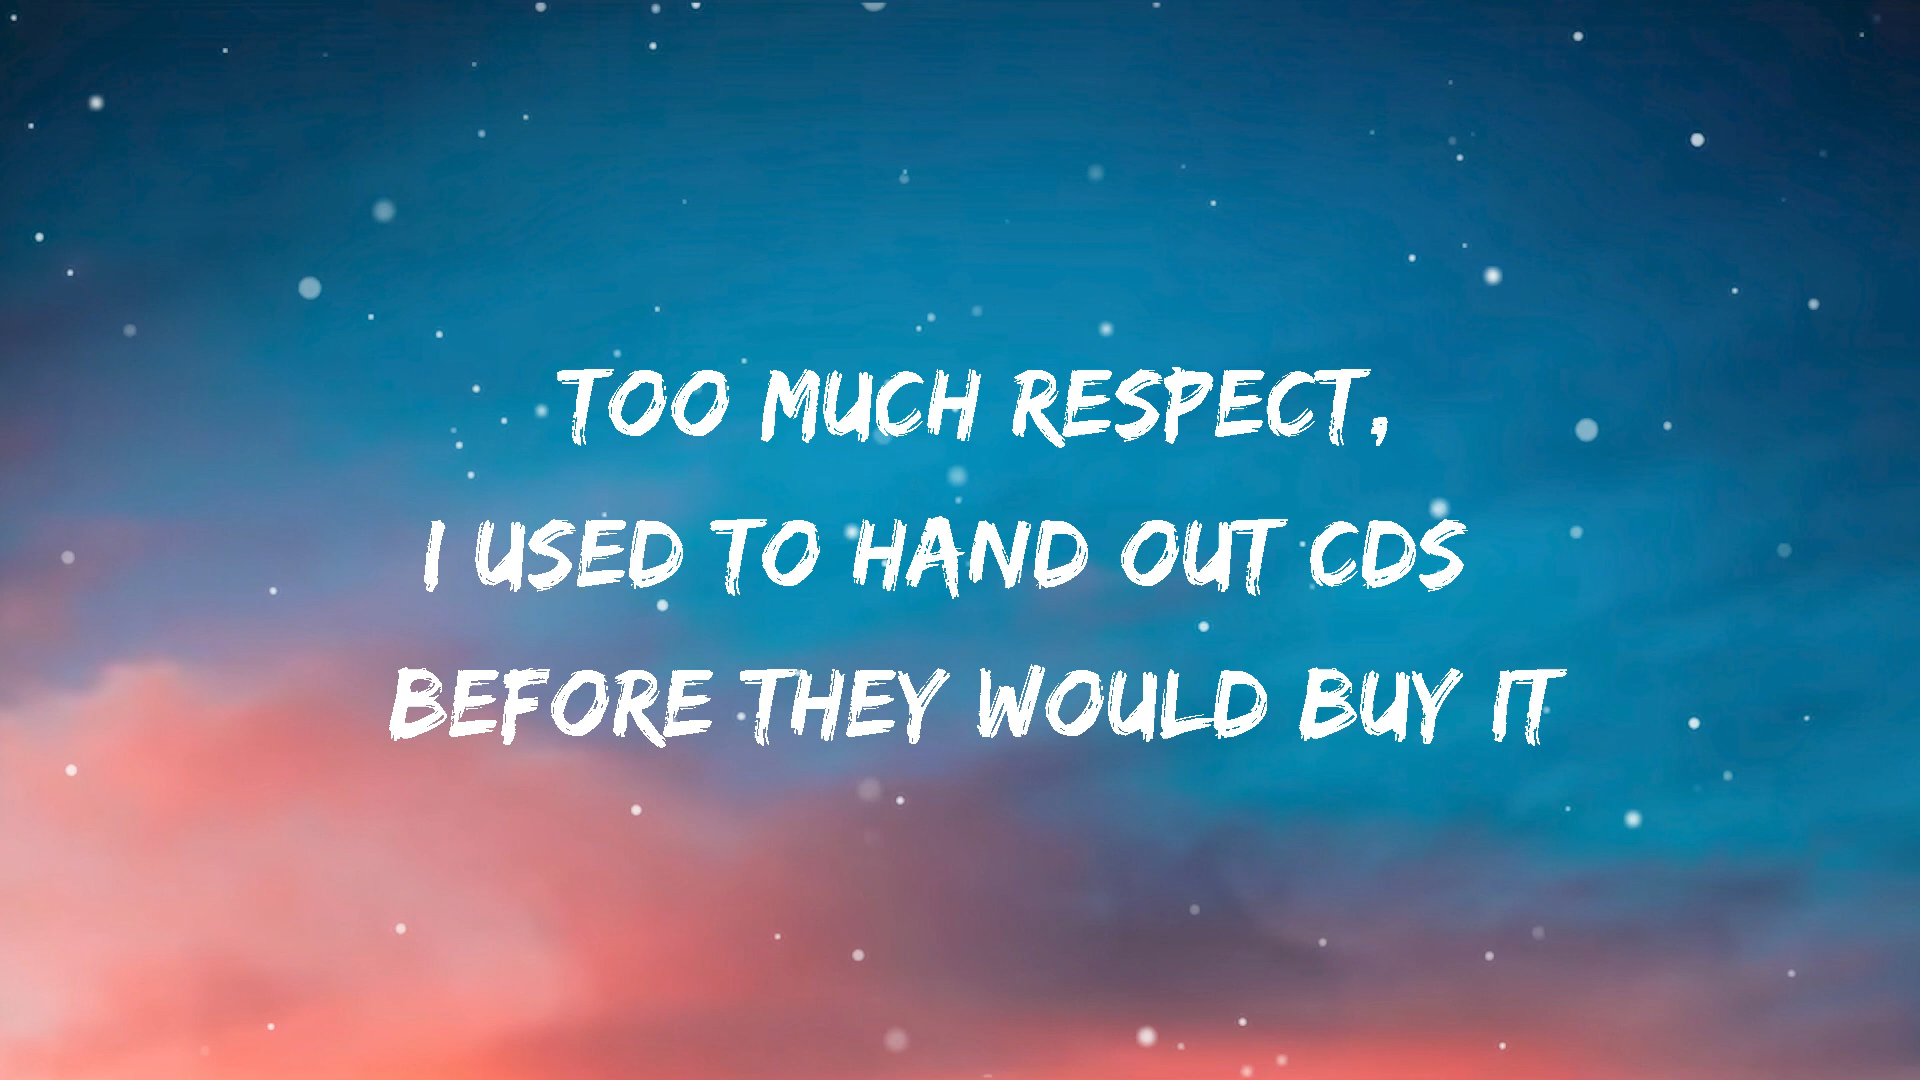 TOO MUCH RESPECT,
I USED TO HAND OUT CDS
BEFORE THEY WOULD BUY IT